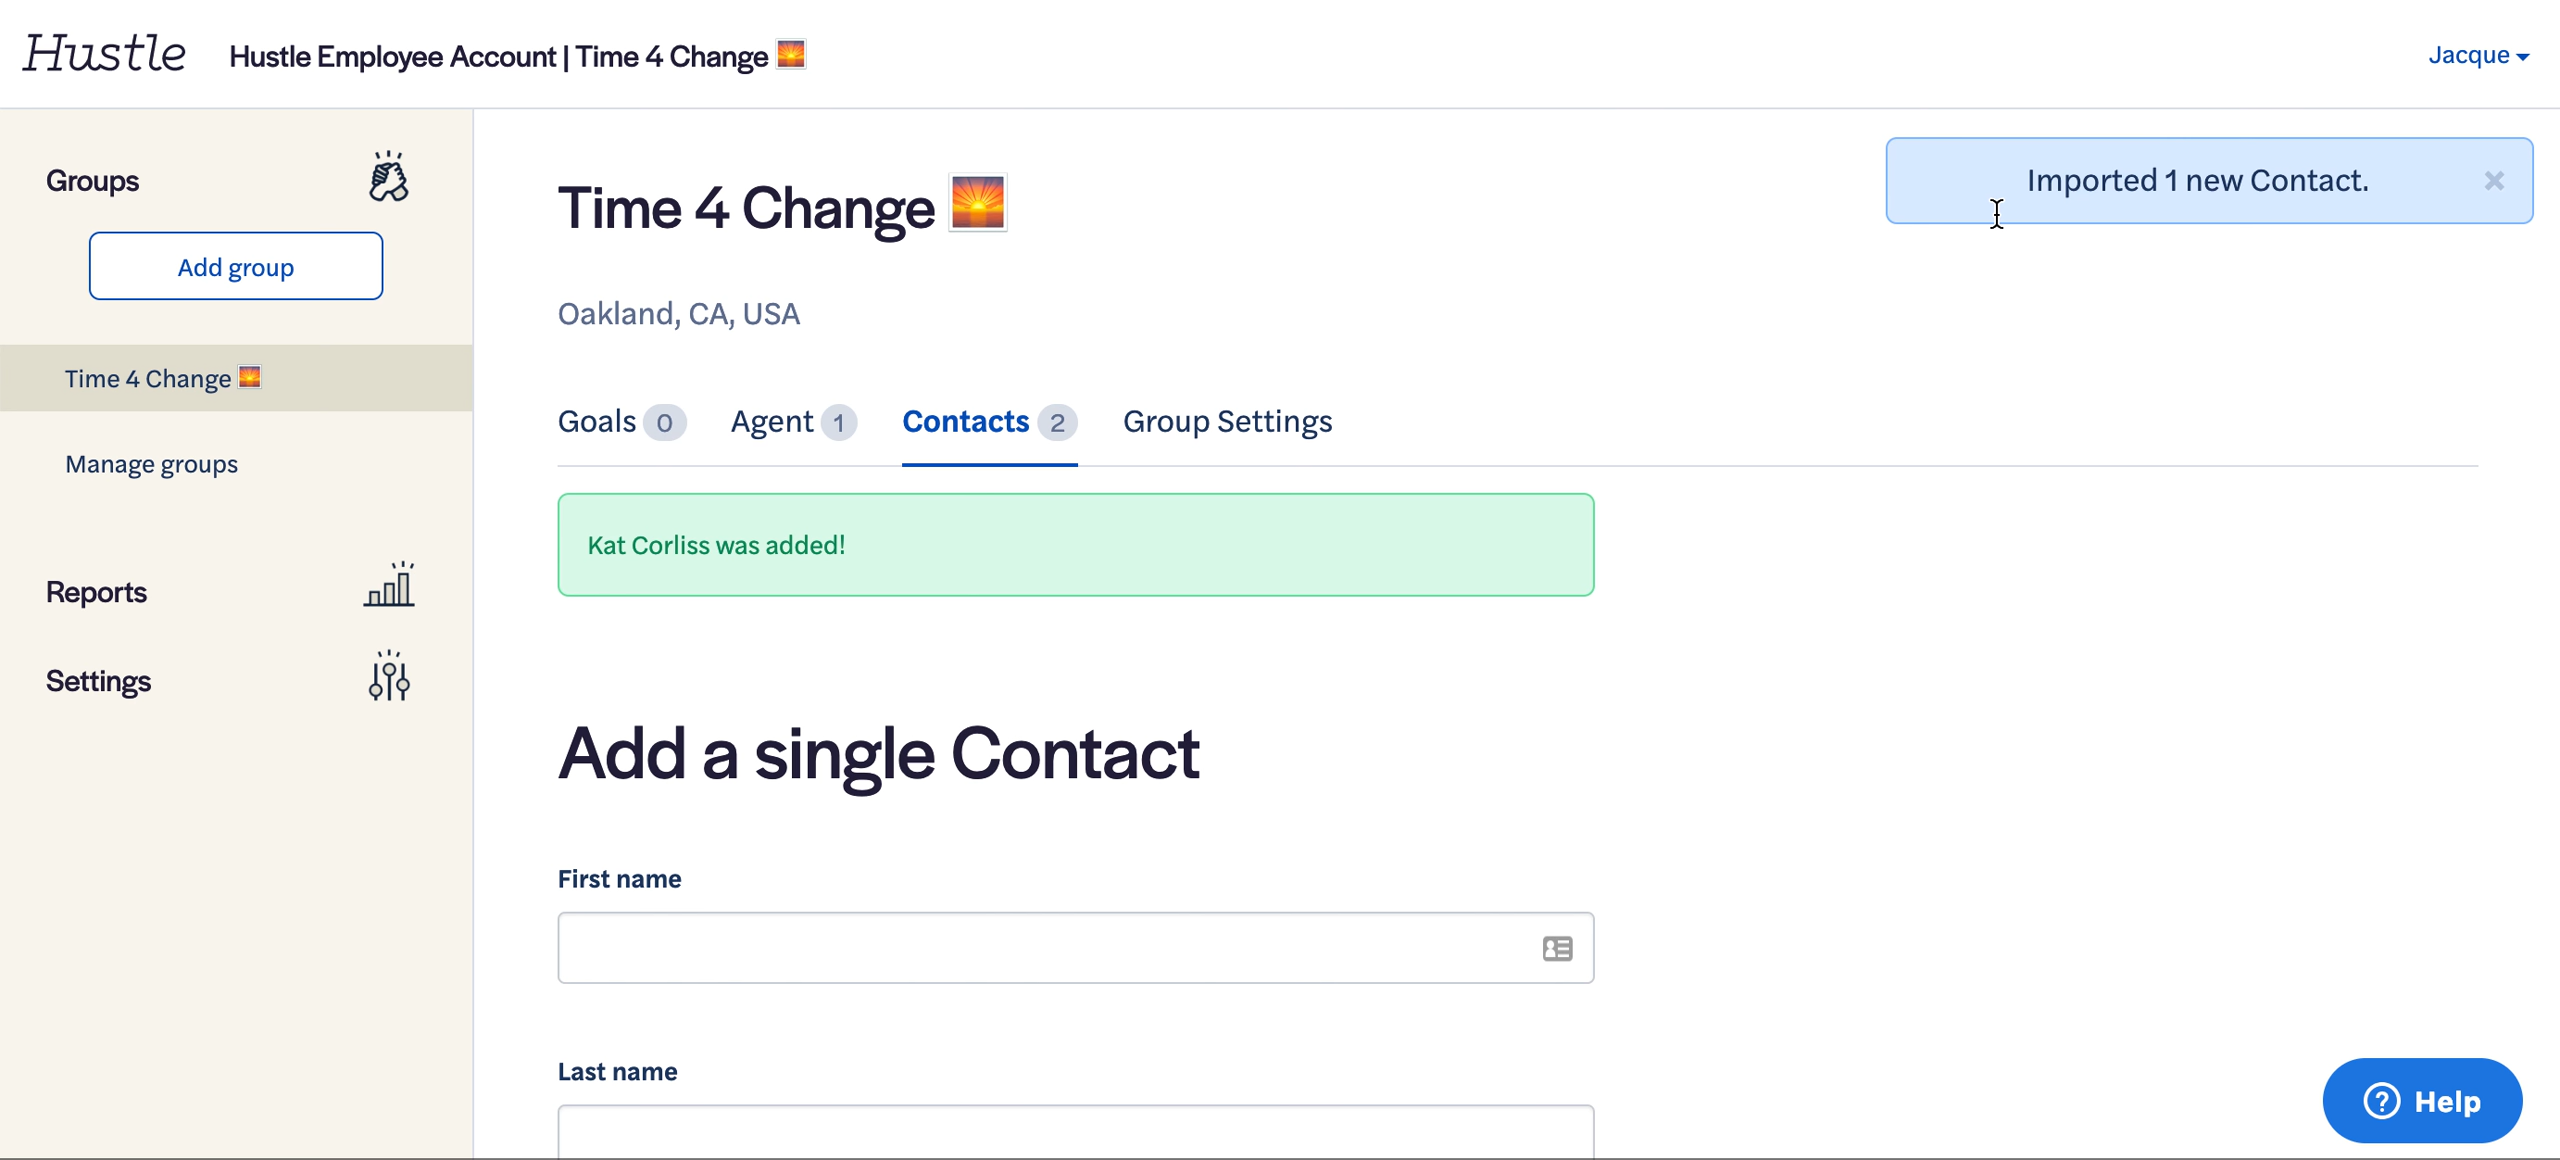 Hustle
Hustle Employee Account | Time 4 Change 🌅
Jacque
Groups
Add group
Time 4 Change 🌅
Manage groups
Reports
Settings
Imported 1 new Contact.
Time 4 Change 🌅
Oakland, CA, USA
Goals 0 Agent 1 Contacts 2 Group Settings
Kat Corliss was added!
Add a single Contact
First name
Last name
Help